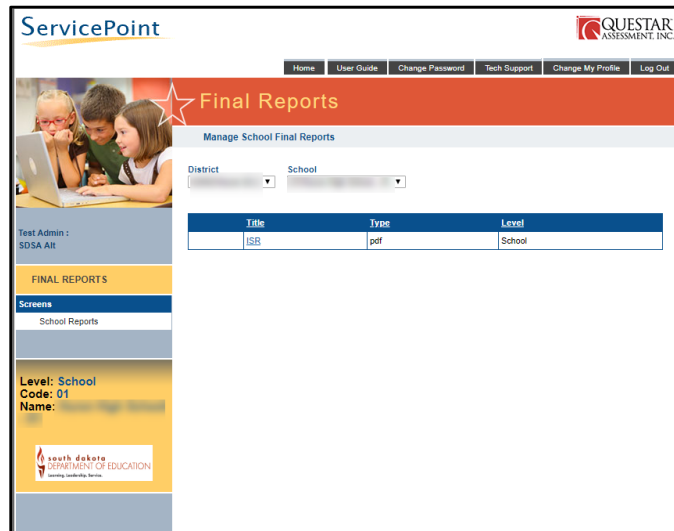 ServicePoint
QUESTAR
ASSESSMENT, INC.
Home User Guide Change Password Tech Support Change My Profile Log Out
Final Reports
Manage School Final Reports
District School
Title Type Level
ISR pdf School
Test Admin :
SDSA Alt
FINAL REPORTS
Screens
School Reports
Level: School
Code: 01
Name:
south dakota
DEPARTMENT OF EDUCATION
Learning. Leadership. Service.